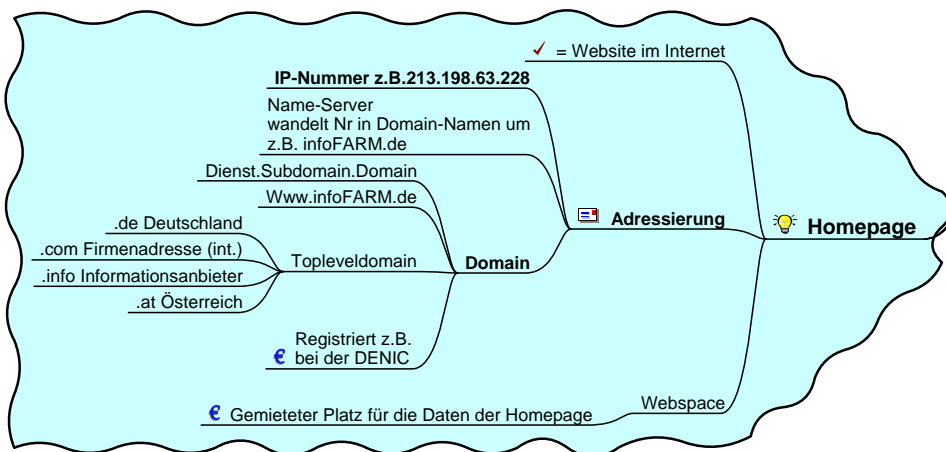 = Website im Internet
IP-Nummer z.B.213.198.63.228
Name-Server
wandelt Nr in Domain-Namen um
z.B. infoFARM.de
Dienst.Subdomain.Domain
Www.infoFARM.de
.de Deutschland
.com Firmenadresse (int.)
.info Informationsanbieter
.at Österreich
Topleveldomain
Domain
Adressierung
Homepage
Registriert z.B.
€ bei der DENIC
€ Gemieteter Platz für die Daten der Homepage
Webspace